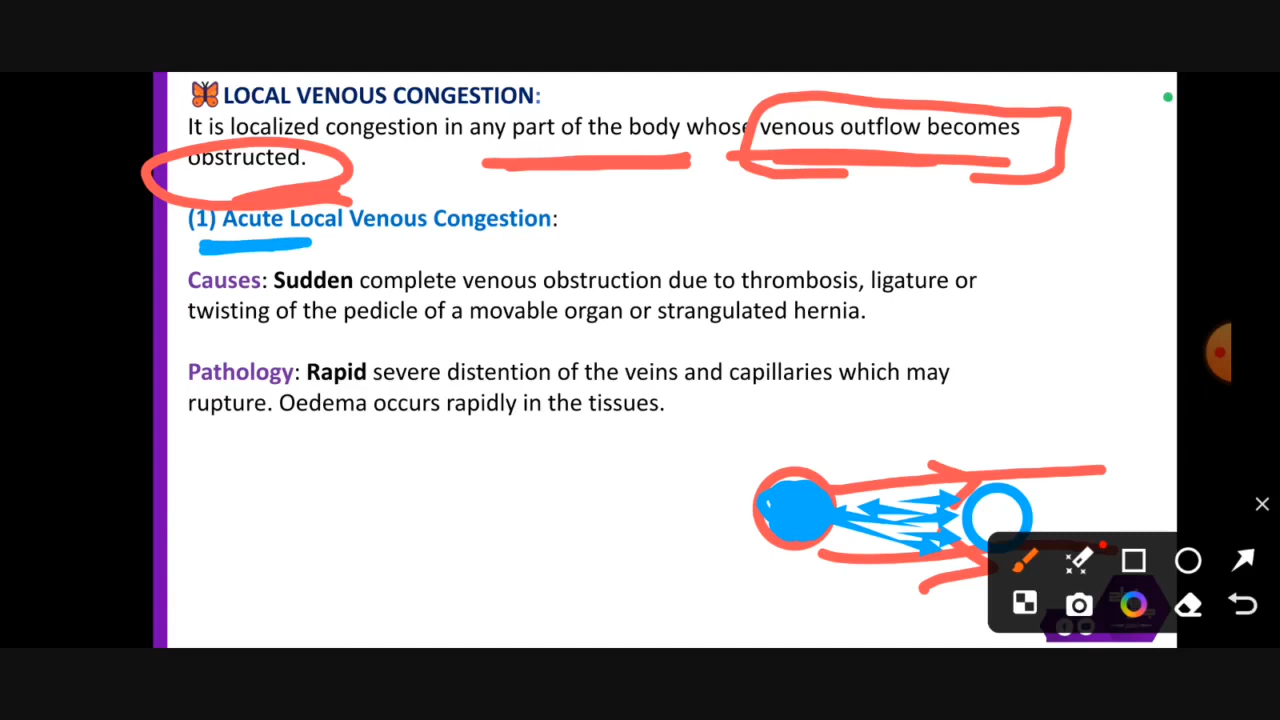 LOCAL VENOUS CONGESTION:
It is localized congestion in any part of the body whose venous outflow becomes
obstructed.
(1) Acute Local Venous Congestion:
Causes: Sudden complete venous obstruction due to thrombosis, ligature or
twisting of the pedicle of a movable organ or strangulated hernia.
Pathology: Rapid severe distention of the veins and capillaries which may
rupture. Oedema occurs rapidly in the tissues.